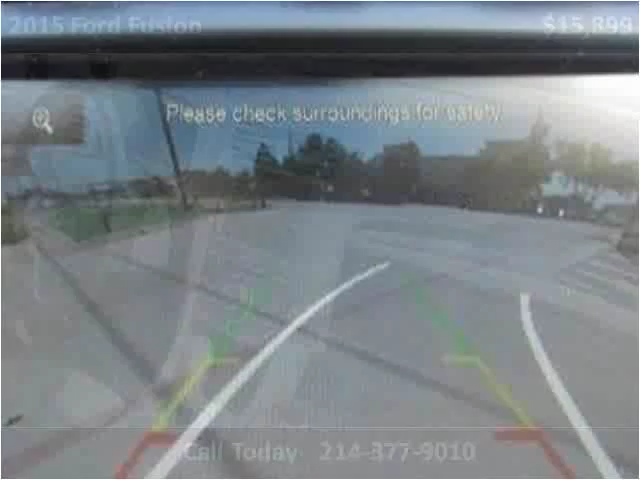 2015 Ford Fusion $15,899
Please check surroundings for safety.
Call Today 214-377-9010